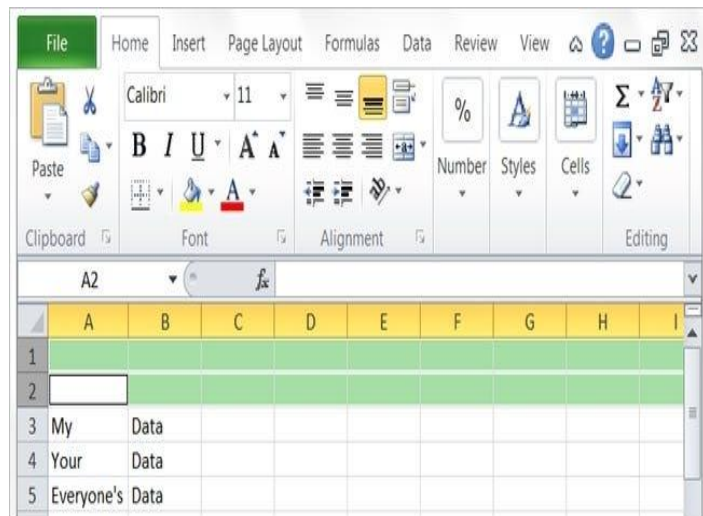 File Home Insert Page Layout Formulas Data Review View
Calibri 11
Σ A Z
B I U A A %
Paste Number Styles Cells
A
Clipboard Font Alignment Editing
A2 fx
A B C D E F G H I
1
2
3 My Data
4 Your Data
5 Everyone's Data